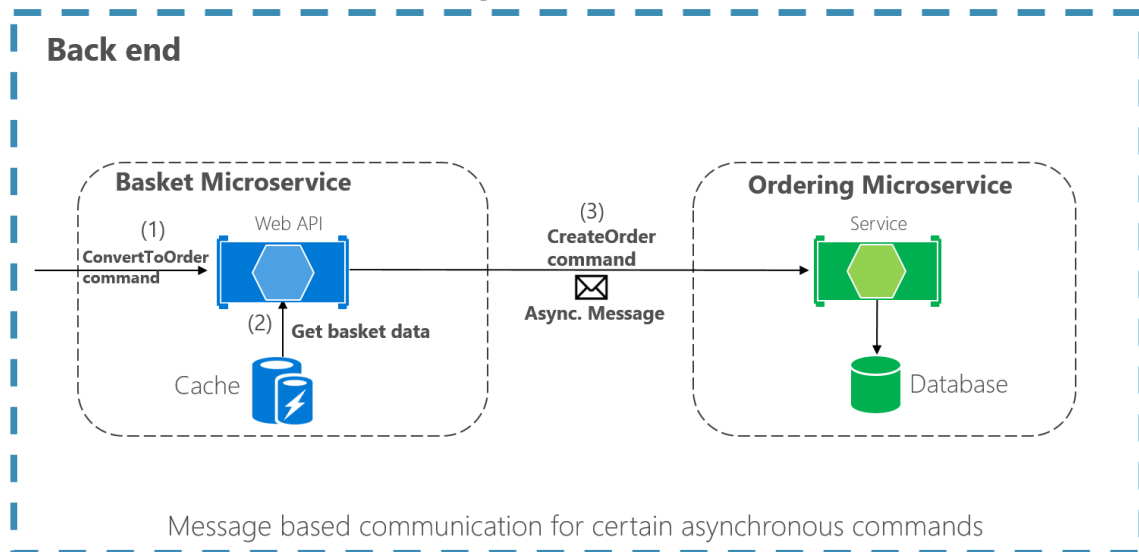 Back end
Basket Microservice
Web API
(1)
ConvertToOrder
command
(2)
Get basket data
Cache
(3)
CreateOrder
command
Async. Message
Ordering Microservice
Service
Database
Message based communication for certain asynchronous commands